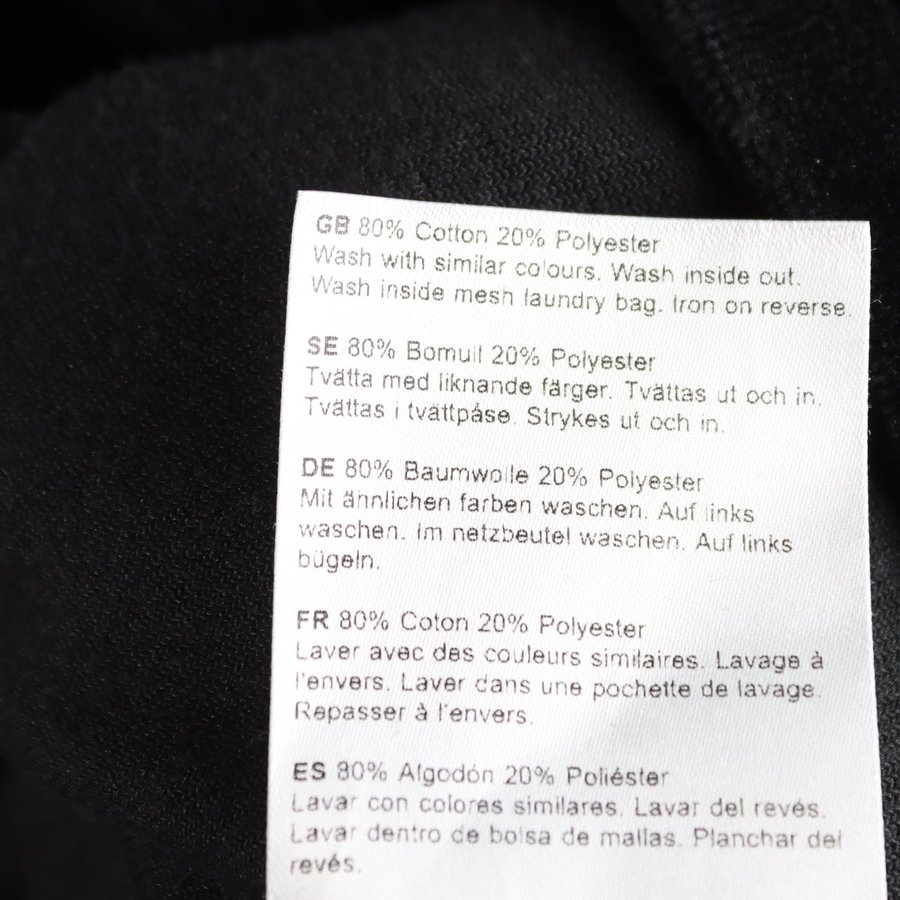 GB 80% Cotton 20% Polyester
Wash with similar colours. Wash inside out.
Wash inside mesh laundry bag. Iron on reverse.
SE 80% Bomull 20% Polyester
Tvätta med liknande färger. Tvättas ut och in.
Tvättas i tvättpåse. Strykes ut och in.
DE 80% Baumwolle 20% Polyester
Mit ännlichen farben waschen. Auf links
waschen. Im netzbeutel waschen. Auf links
bügeln.
FR 80% Coton 20% Polyester
Laver avec des couleurs similaires. Lavage à
l'envers. Laver dans une pochette de lavage.
Repasser à l'envers.
ES 80% Algodón 20% Poliéster
Lavar con colores similares. Lavar del revés.
Lavar dentro de bolsa de mallas. Planchar del
revés.